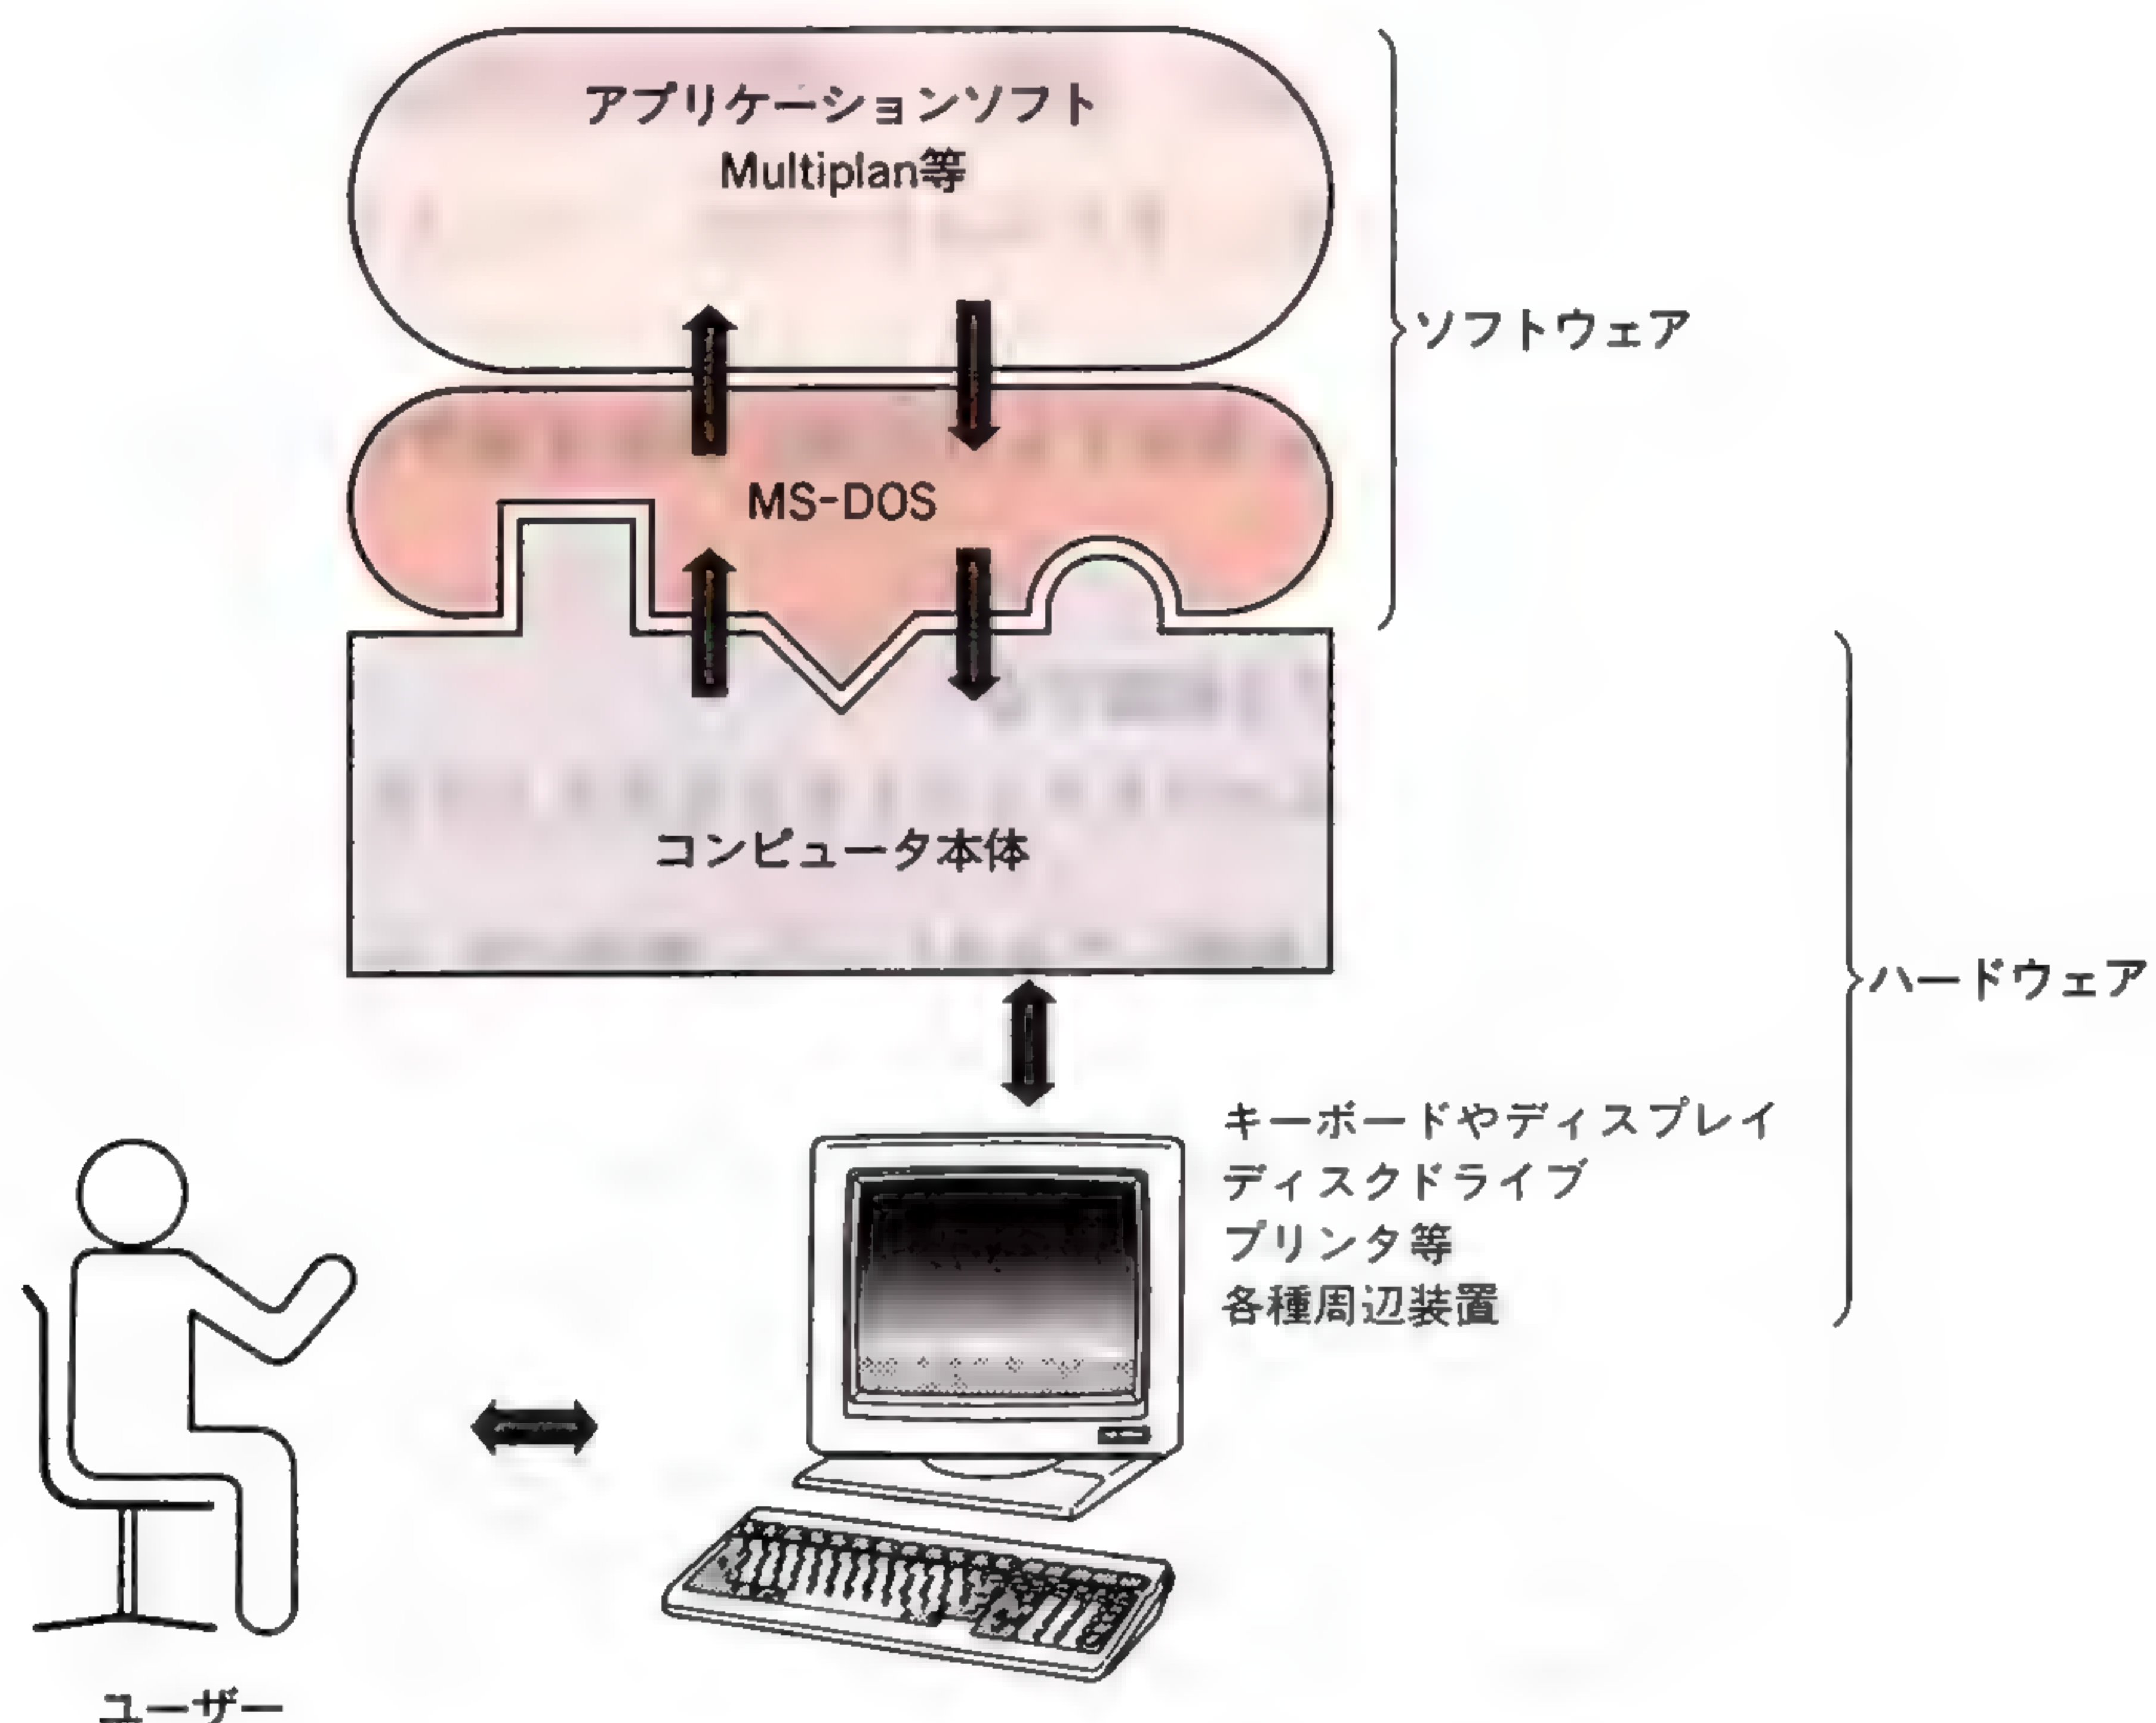 アプリケーションソフト
Multiplan等
ソフトウェア
MS-DOS
コンピュータ本体
ハードウェア
キーボードやディスプレイ
ディスクドライブ
プリンタ等
各種周辺装置
ユーザー